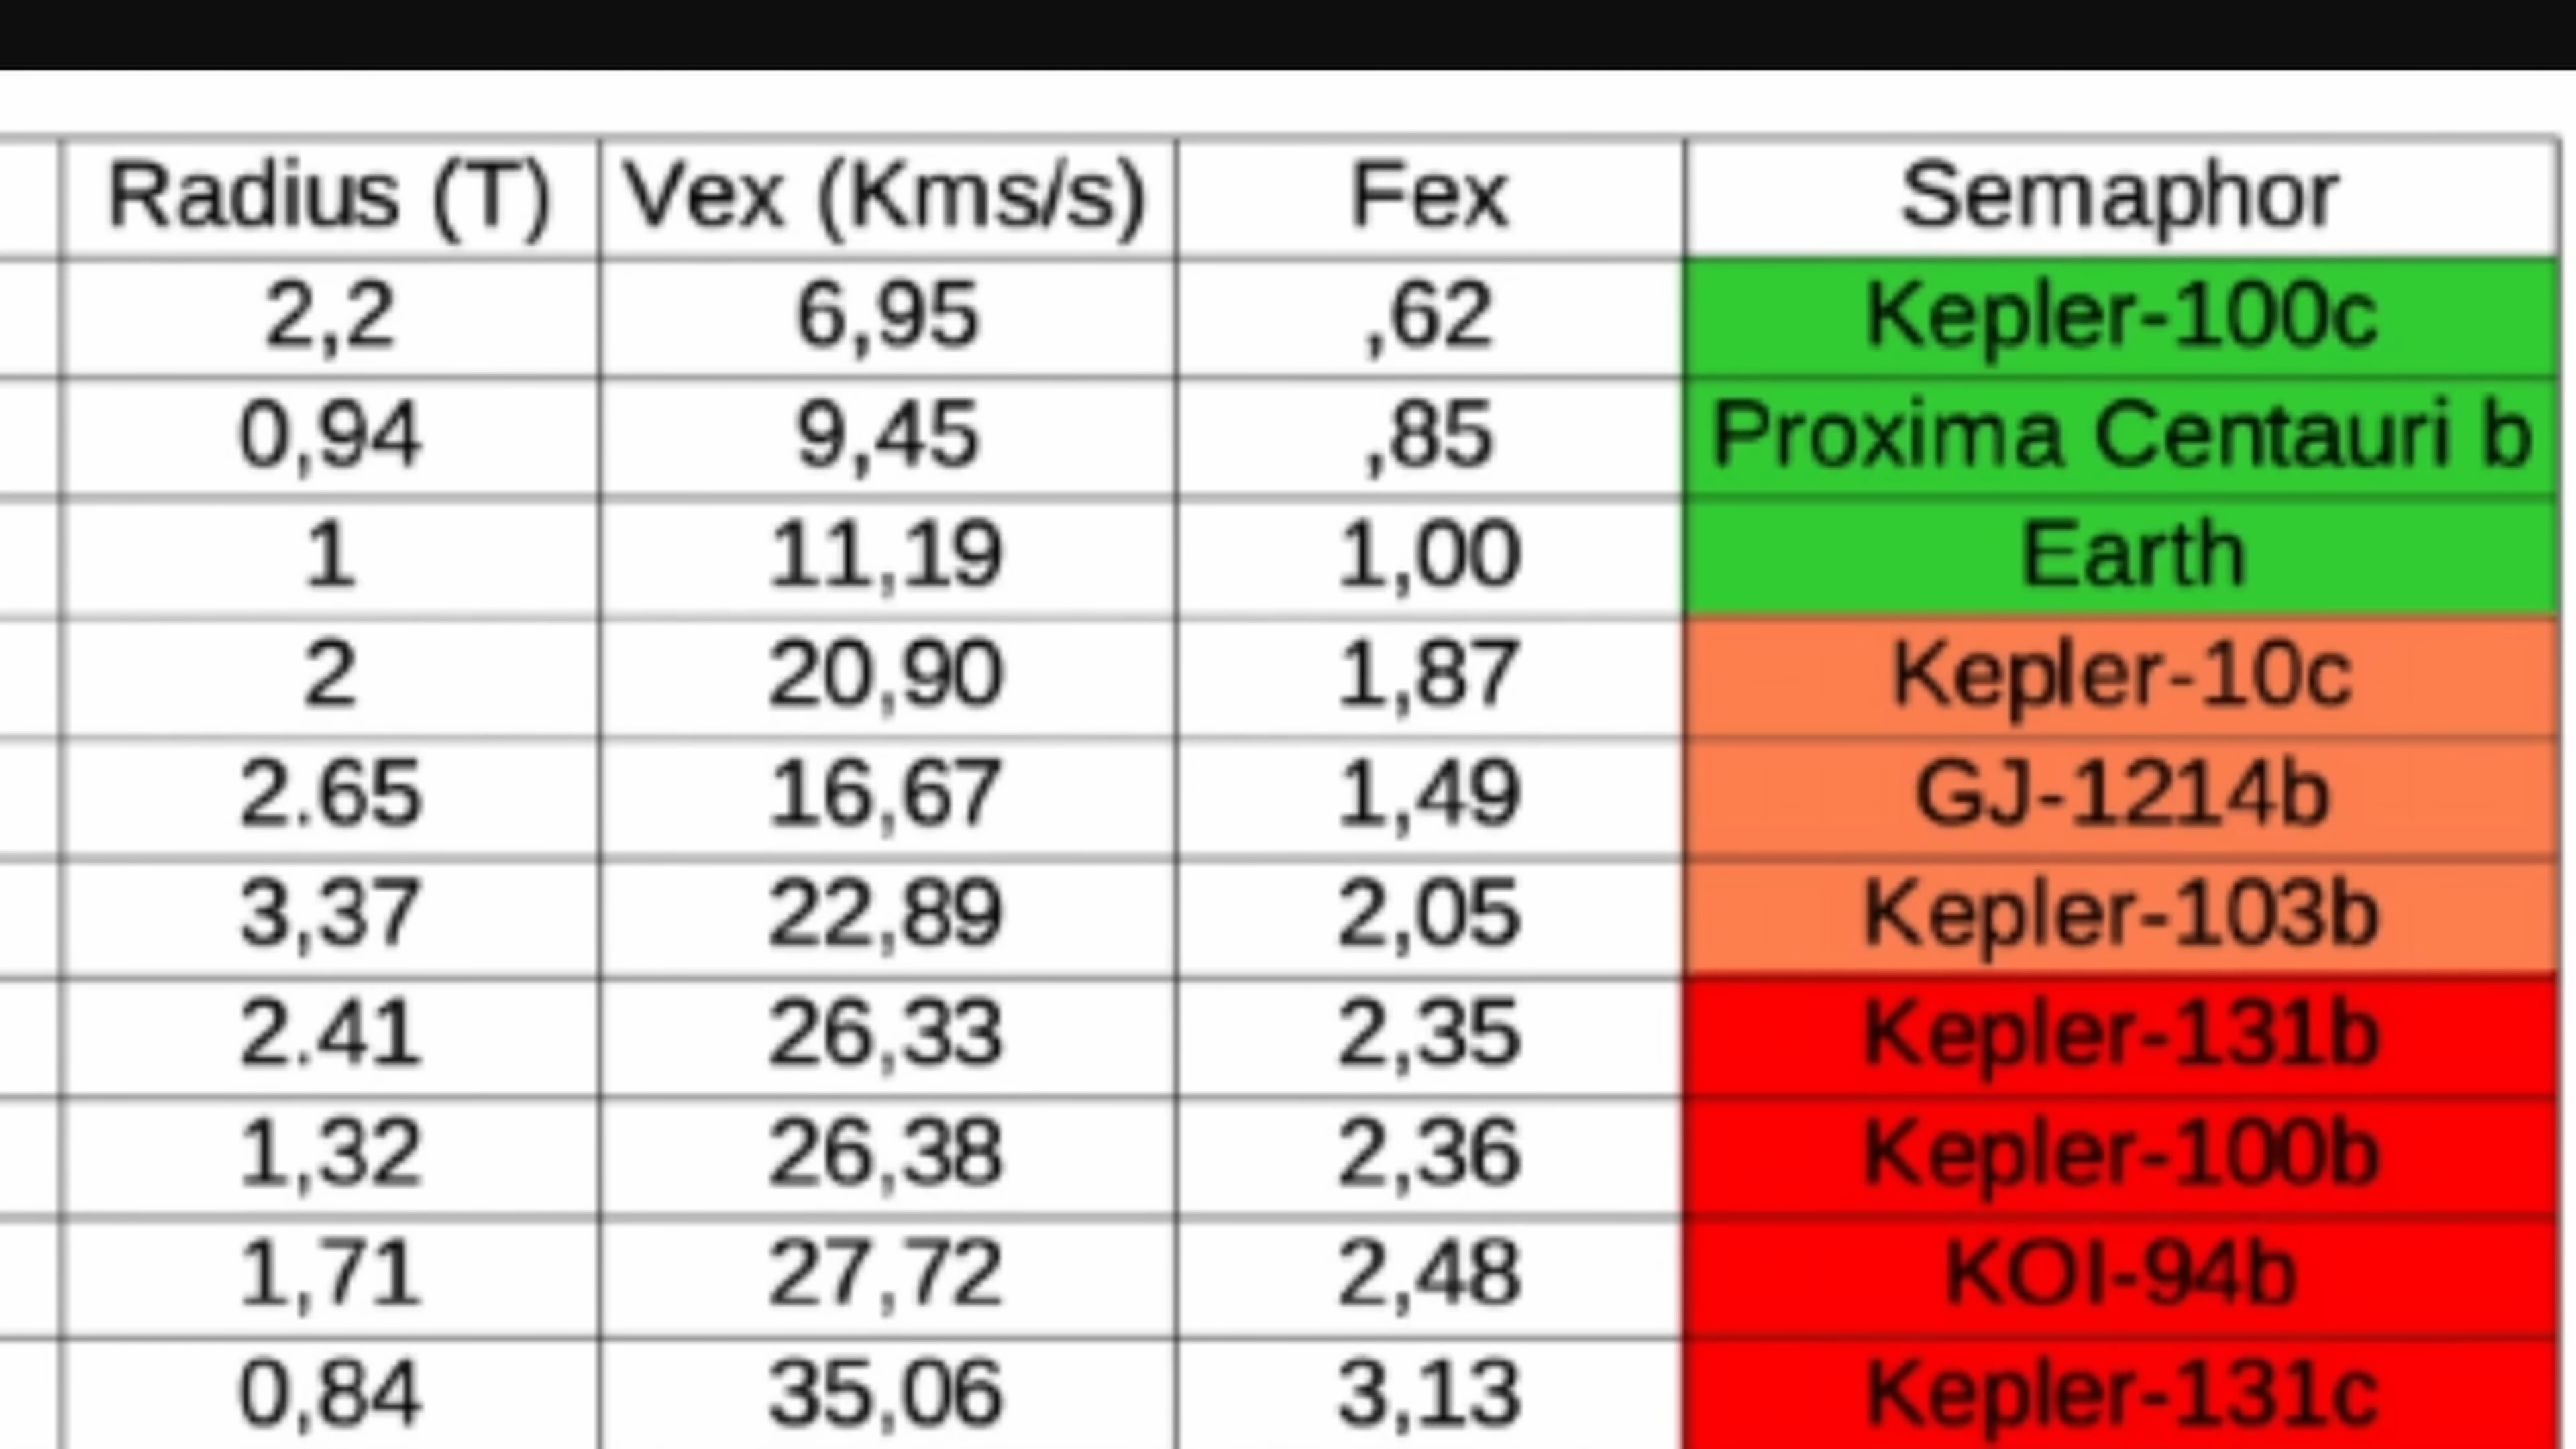 Radius (T) Vex (Kms/s) Fex Semaphor
2,2 6,95 ,62 Kepler-100c
0,94 9,45 ,85 Proxima Centauri b
1 11,19 1,00 Earth
2 20,90 1,87 Kepler-10c
2.65 16,67 1,49 GJ-1214b
3,37 22,89 2,05 Kepler-103b
2.41 26,33 2,35 Kepler-131b
1,32 26,38 2,36 Kepler-100b
1,71 27,72 2,48 KOI-94b
0,84 35,06 3,13 Kepler-131c